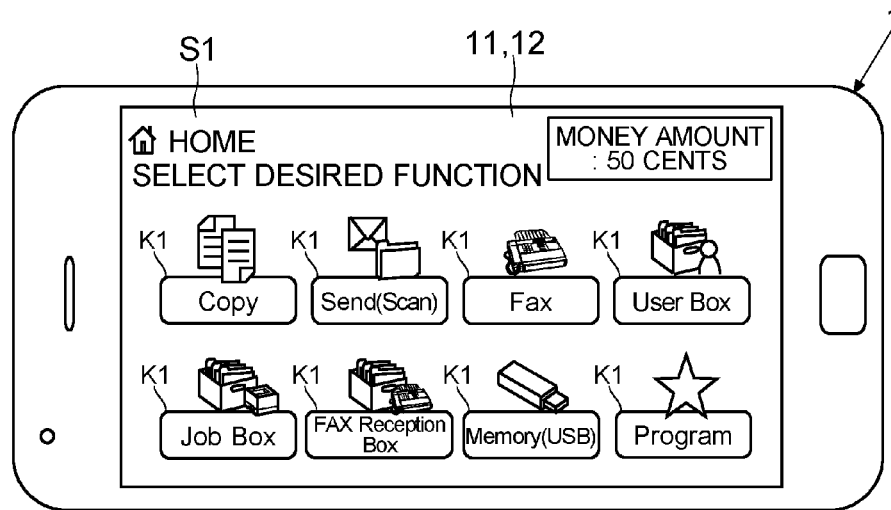 S1
11,12
HOME
MONEY AMOUNT
: 50 CENTS
SELECT DESIRED FUNCTION
K1
K1
K1
K1
Copy
Send(Scan)
Fax
User Box
K1
K1
K1
K1
Job Box
FAX Reception
Box
Memory(USB)
Program